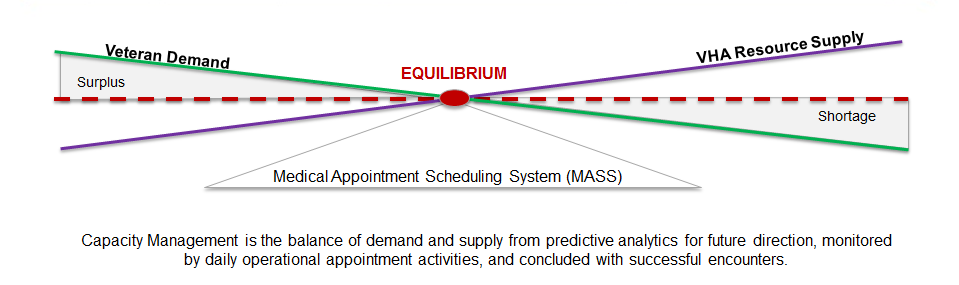 Veteran Demand
VHA Resource Supply
EQUILIBRIUM
Surplus
Shortage
Medical Appointment Scheduling System (MASS)
Capacity Management is the balance of demand and supply from predictive analytics for future direction, monitored
by daily operational appointment activities, and concluded with successful encounters.